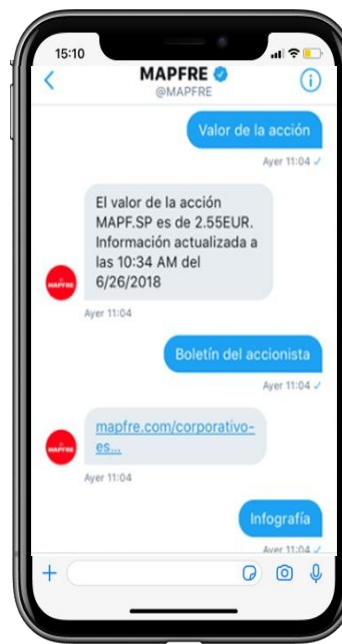 15:10
MAPFRE
@MAPFRE
Valor de la acción
Ayer 11:04 ✓
El valor de la acción
MAPF.SP es de 2.55EUR.
Información actualizada a
las 10:34 AM del
6/26/2018
MAPFRE
Ayer 11:04
Boletín del accionista
Ayer 11:04 ✓
mapfre.com/corporativo-
es...
MAPFRE
Ayer 11:04
Infografía
Ayer 11:04 ✓